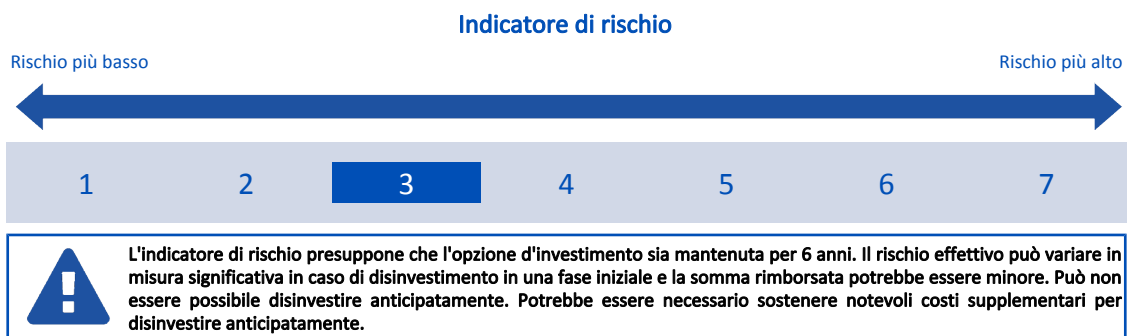 Indicatore di rischio
Rischio più basso
Rischio più alto
1 2 3 4 5 6 7
L'indicatore di rischio presuppone che l'opzione d'investimento sia mantenuta per 6 anni. Il rischio effettivo può variare in
misura significativa in caso di disinvestimento in una fase iniziale e la somma rimborsata potrebbe essere minore. Può non
essere possibile disinvestire anticipatamente. Potrebbe essere necessario sostenere notevoli costi supplementari per
disinvestire anticipatamente.